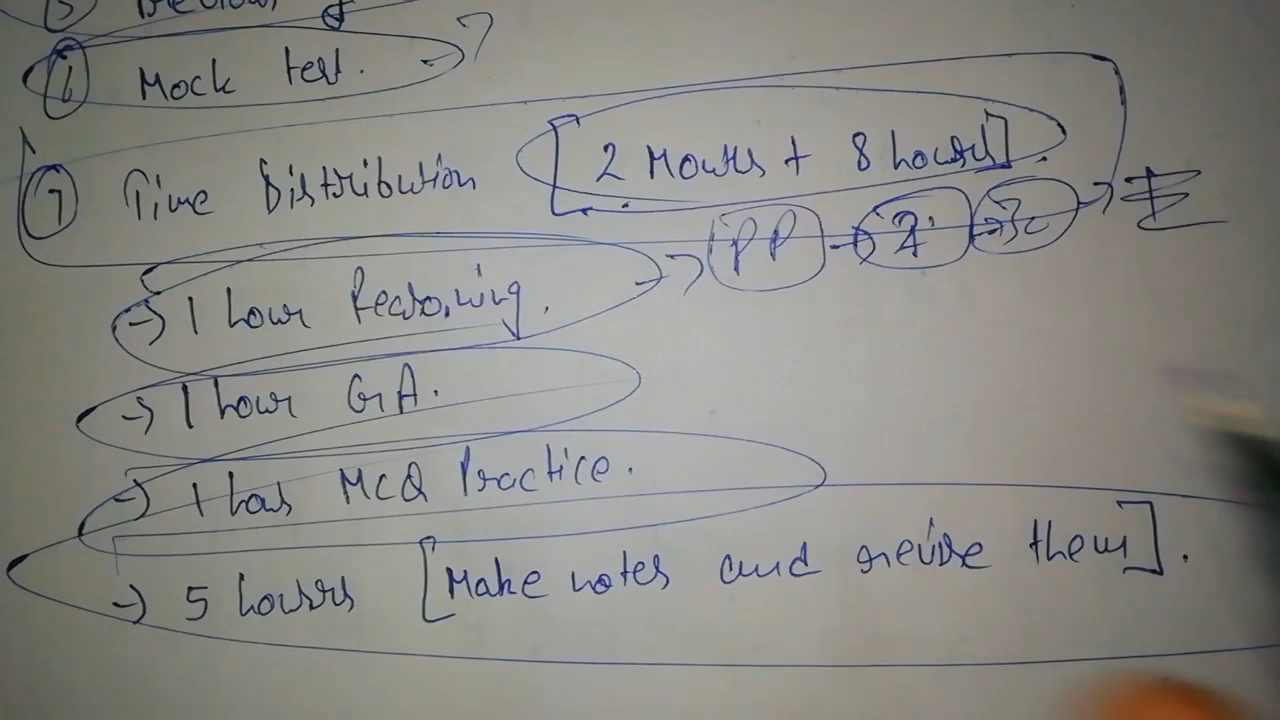 ⑥ Mock test. →
⑦ Time Distribution [2 Months + 8 hours].
→ 1 hour Reasoning. → PP →
→ 1 hour GA.
→ 1 hour MCQ Practice.
→ 5 hours [Make notes and revise them].